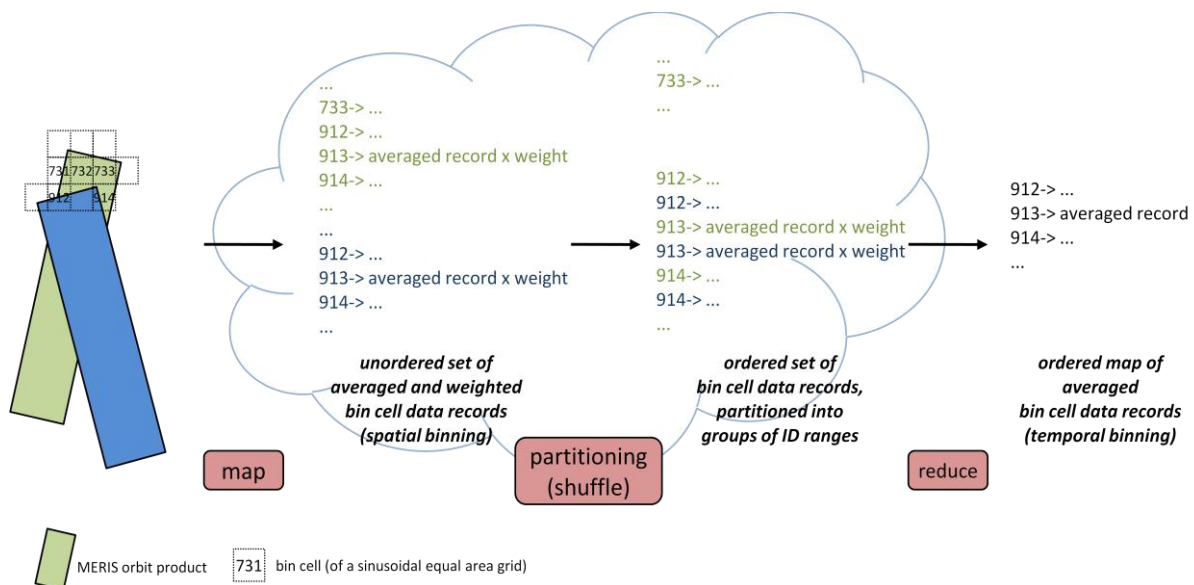 ...
733-> ...
912-> ...
913-> averaged record x weight
914-> ...
...
...
912-> ...
913-> averaged record x weight
914-> ...
...
...
733-> ...
...
912-> ...
912-> ...
913-> averaged record x weight
913-> averaged record x weight
914-> ...
914-> ...
...
912-> ...
913-> averaged record
914-> ...
...
731 732 733
912 914
unordered set of
averaged and weighted
bin cell data records
(spatial binning)
ordered set of
bin cell data records,
partitioned into
groups of ID ranges
ordered map of
averaged
bin cell data records
(temporal binning)
map
partitioning
(shuffle)
reduce
MERIS orbit product
731
bin cell (of a sinusoidal equal area grid)